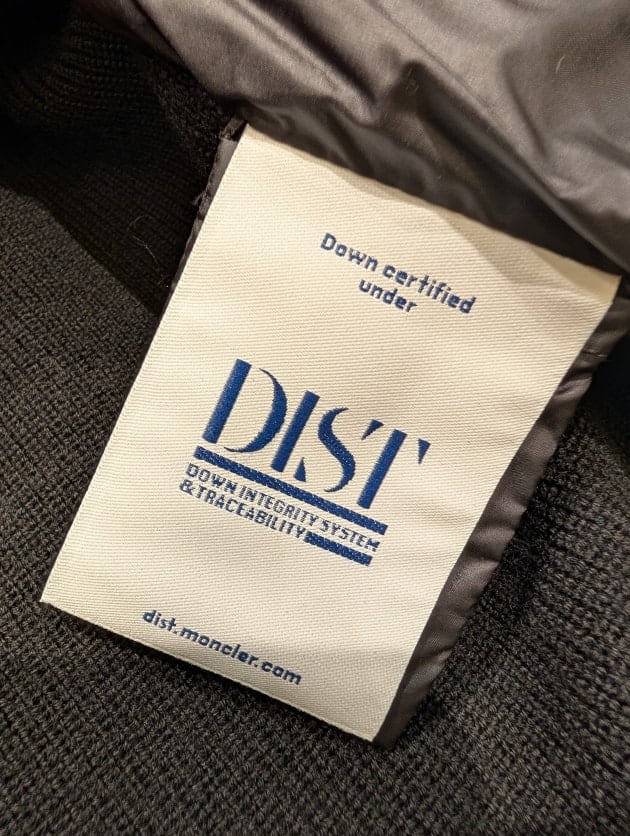 Down certified
under
DIST
DOWN INTEGRITY SYSTEM
& TRACEABILITY
dist.moncler.com